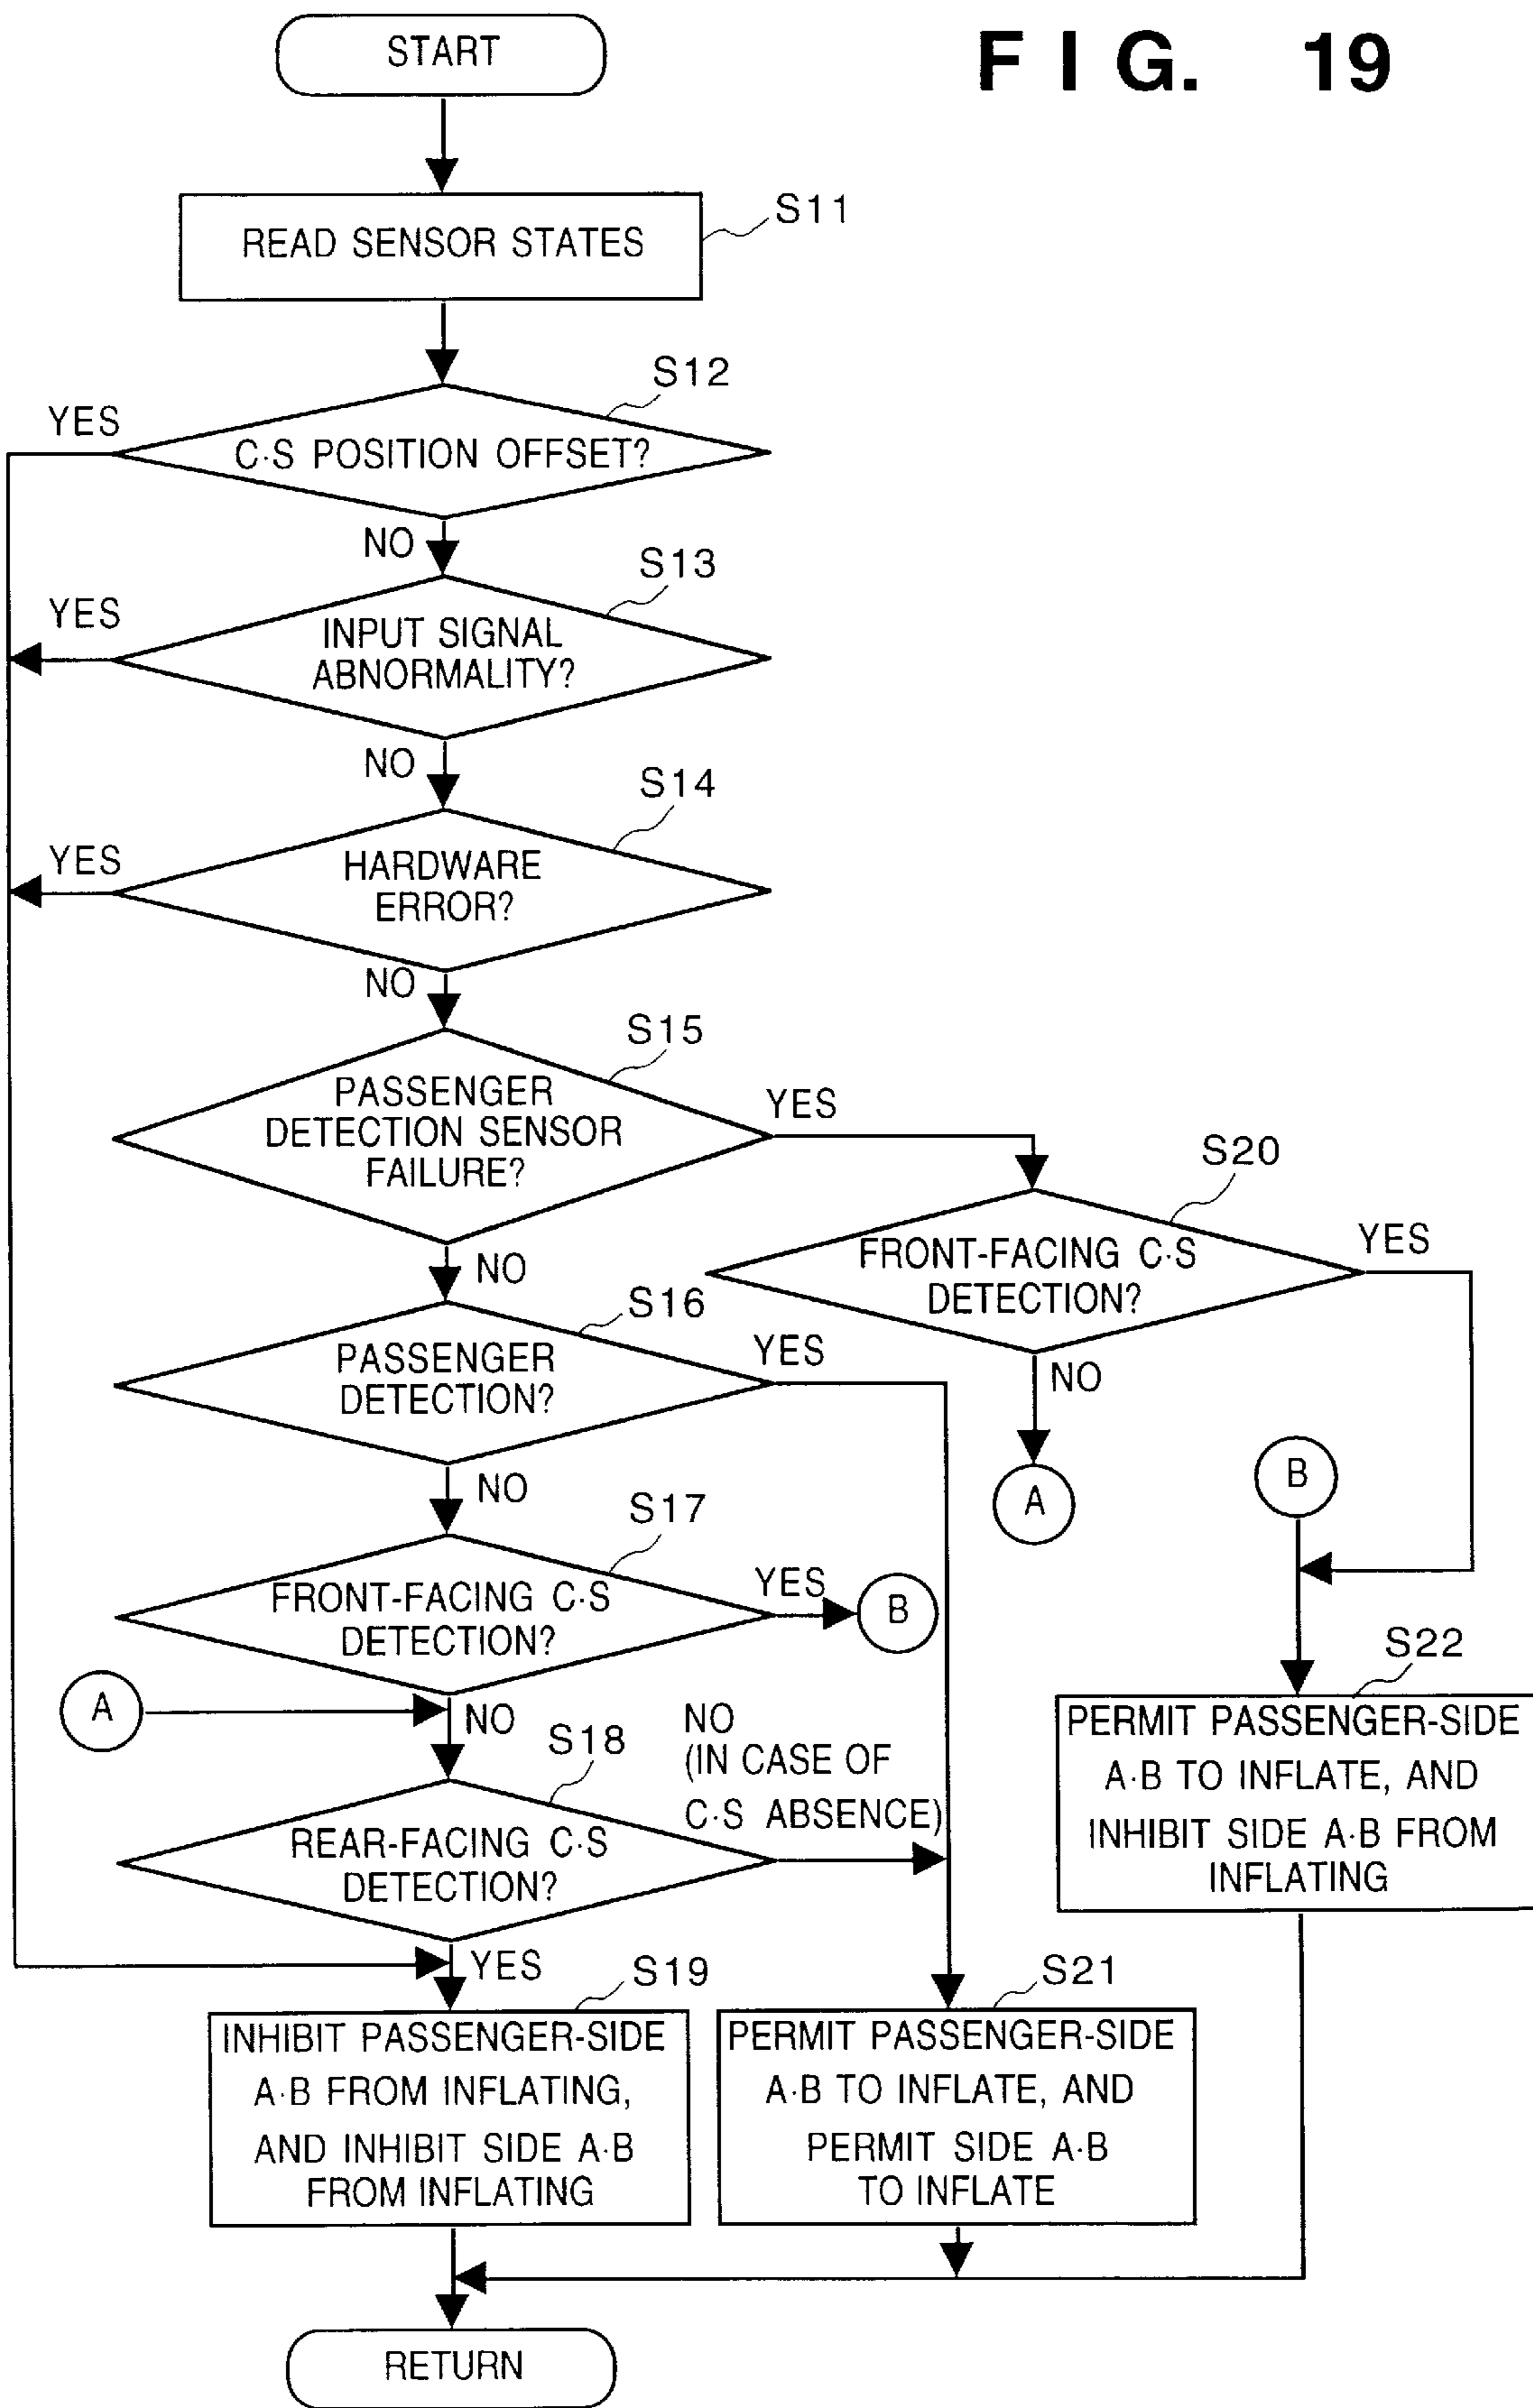 FIG. 19
START
READ SENSOR STATES
S11
S12
YES
C·S POSITION OFFSET?
NO
S13
YES
INPUT SIGNAL
ABNORMALITY?
NO
S14
YES
HARDWARE
ERROR?
NO
S15
PASSENGER
DETECTION SENSOR
FAILURE?
YES
NO
S20
FRONT-FACING C·S
DETECTION?
YES
NO
A
S16
PASSENGER
DETECTION?
YES
NO
B
S17
FRONT-FACING C·S
DETECTION?
YES
B
A
NO
S18
REAR-FACING C·S
DETECTION?
NO
(IN CASE OF
C·S ABSENCE)
YES
S22
PERMIT PASSENGER-SIDE
A·B TO INFLATE, AND
INHIBIT SIDE A·B FROM
INFLATING
S19
INHIBIT PASSENGER-SIDE
A·B FROM INFLATING,
AND INHIBIT SIDE A·B
FROM INFLATING
S21
PERMIT PASSENGER-SIDE
A·B TO INFLATE, AND
PERMIT SIDE A·B
TO INFLATE
RETURN